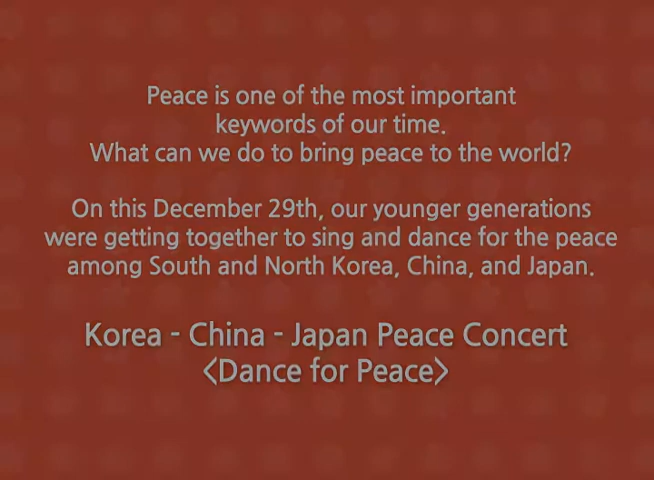 Peace is one of the most important
keywords of our time.
What can we do to bring peace to the world?
On this December 29th, our younger generations
were getting together to sing and dance for the peace
among South and North Korea, China, and Japan.
Korea - China - Japan Peace Concert
<Dance for Peace>